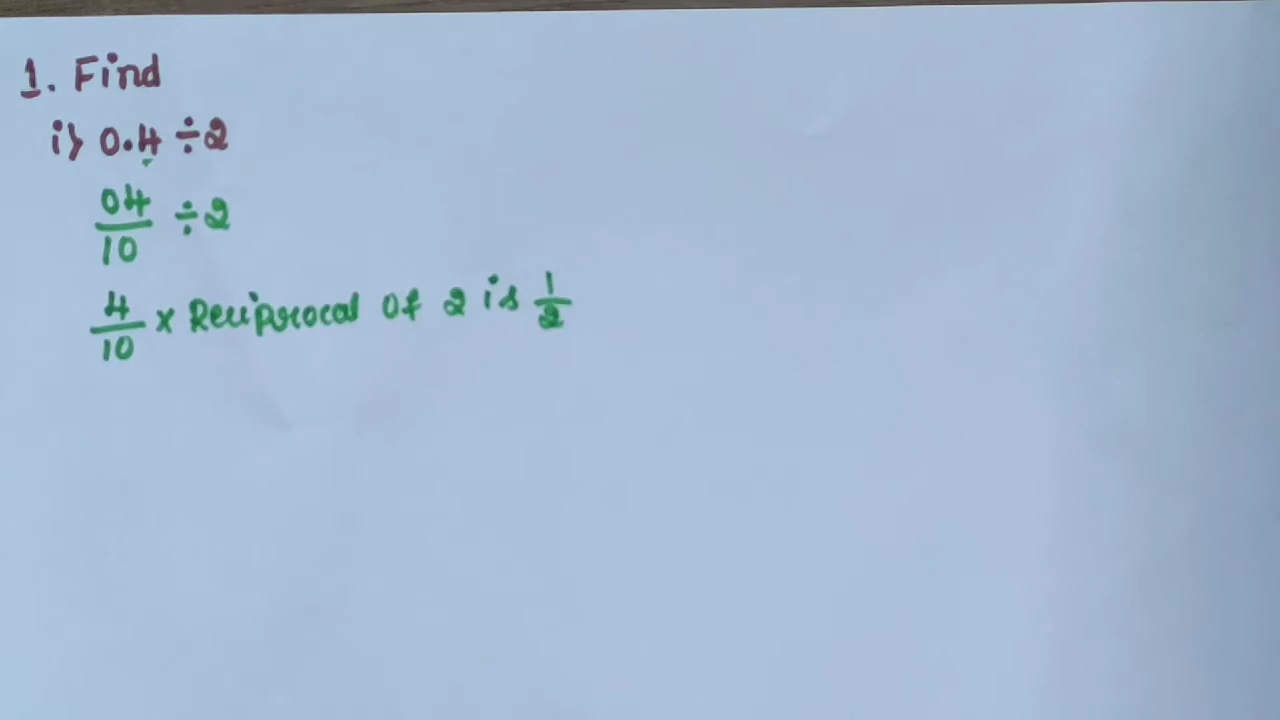 1. Find
i) 0.4 ÷ 2
04/10 ÷ 2
4/10 × Reciprocal of 2 is 1/2